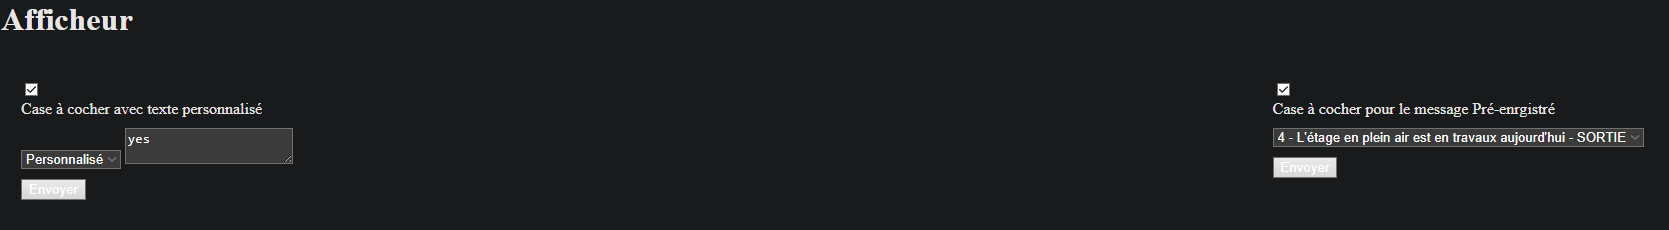 Afficheur
Case à cocher avec texte personnalisé
Personnalisé
yes
Envoyer
Case à cocher pour le message Pré-enrgistré
4 - L'étage en plein air est en travaux aujourd'hui - SORTIE
Envoyer